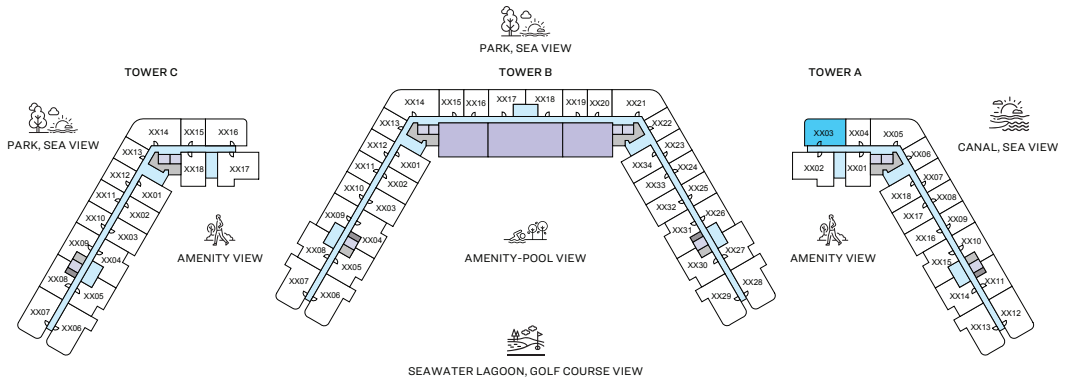 PARK, SEA VIEW
TOWER C
TOWER B
TOWER A
PARK, SEA VIEW
CANAL, SEA VIEW
XX14
XX15
XX16
XX13
XX18
XX17
XX12
XX01
XX11
XX02
XX10
XX03
XX09
XX04
XX08
XX05
XX07
XX06
AMENITY VIEW
XX14
XX15
XX16
XX17
XX18
XX19
XX20
XX21
XX13
XX22
XX12
XX23
XX01
XX34
XX11
XX24
XX02
XX33
XX10
XX25
XX03
XX32
XX09
XX26
XX04
XX31
XX08
XX27
XX05
XX30
XX07
XX28
XX06
XX29
AMENITY-POOL VIEW
XX03
XX04
XX05
XX02
XX01
XX06
XX07
XX18
XX08
XX17
XX09
XX16
XX10
XX15
XX11
XX14
XX12
XX13
AMENITY VIEW
SEAWATER LAGOON, GOLF COURSE VIEW